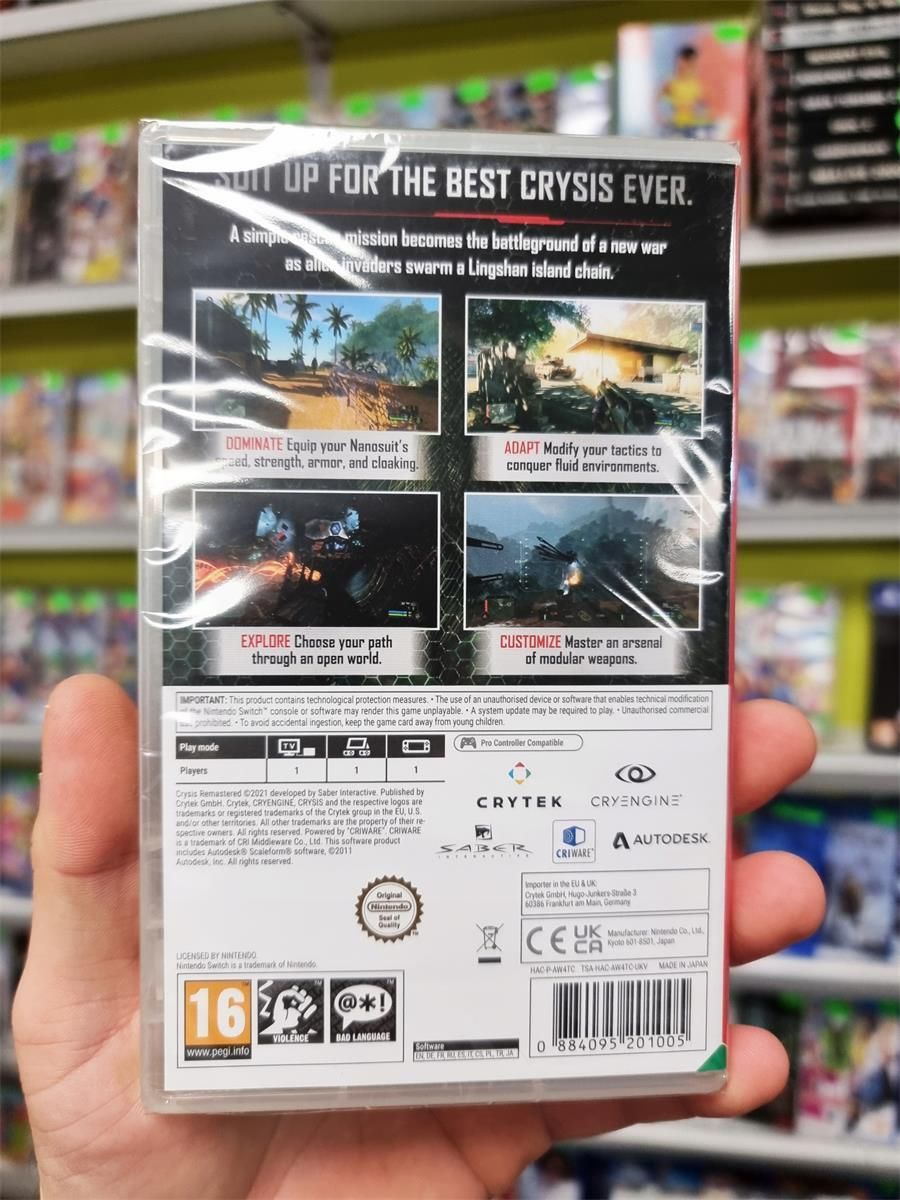 SUIT UP FOR THE BEST CRYSIS EVER.
A simple rescue mission becomes the battleground of a new war
as alien invaders swarm a Lingshan island chain.
DOMINATE Equip your Nanosuit's
speed, strength, armor, and cloaking.
ADAPT Modify your tactics to
conquer fluid environments.
EXPLORE Choose your path
through an open world.
CUSTOMIZE Master an arsenal
of modular weapons.
IMPORTANT: This product contains technological protection measures. • The use of an unauthorised device or software that enables technical modification
of the Nintendo Switch™ console or software may render this game unplayable. • A system update may be required to play. • Unauthorised commercial
use prohibited. • To avoid accidental ingestion, keep the game card away from young children.
Play mode
TV
Players 1 1 1
Pro Controller Compatible
Crysis Remastered ©2021 developed by Saber Interactive. Published by
Crytek GmbH. Crytek, CRYENGINE, CRYSIS and the respective logos are
trademarks or registered trademarks of the Crytek group in the EU, U.S.
and/or other territories. All other trademarks are the property of their re-
spective owners. All rights reserved. Powered by "CRIWARE". CRIWARE
is a trademark of CRI Middleware Co., Ltd. This software product
includes Autodesk® Scaleform® software, ©2011
Autodesk, Inc. All rights reserved.
CRYTEK
CRYENGINE®
SABER
INTERACTIVE
CRIWARE™
AUTODESK.
Original
Nintendo
Seal of
Quality
™
Importer in the EU & UK:
Crytek GmbH, Hugo-Junkers-Straße 3
60386 Frankfurt am Main, Germany
CE UK
CA
Manufacturer: Nintendo Co., Ltd.,
Kyoto 601-8501, Japan
LICENSED BY NINTENDO.
Nintendo Switch is a trademark of Nintendo.
HAC-P-AW4TC TSA-HAC-AW4TC-UKV MADE IN JAPAN
16
www.pegi.info
VIOLENCE
@*!
BAD LANGUAGE
Software
EN, DE, FR, RU, ES, IT, CS, PL, TR, JA
0 884095 201005